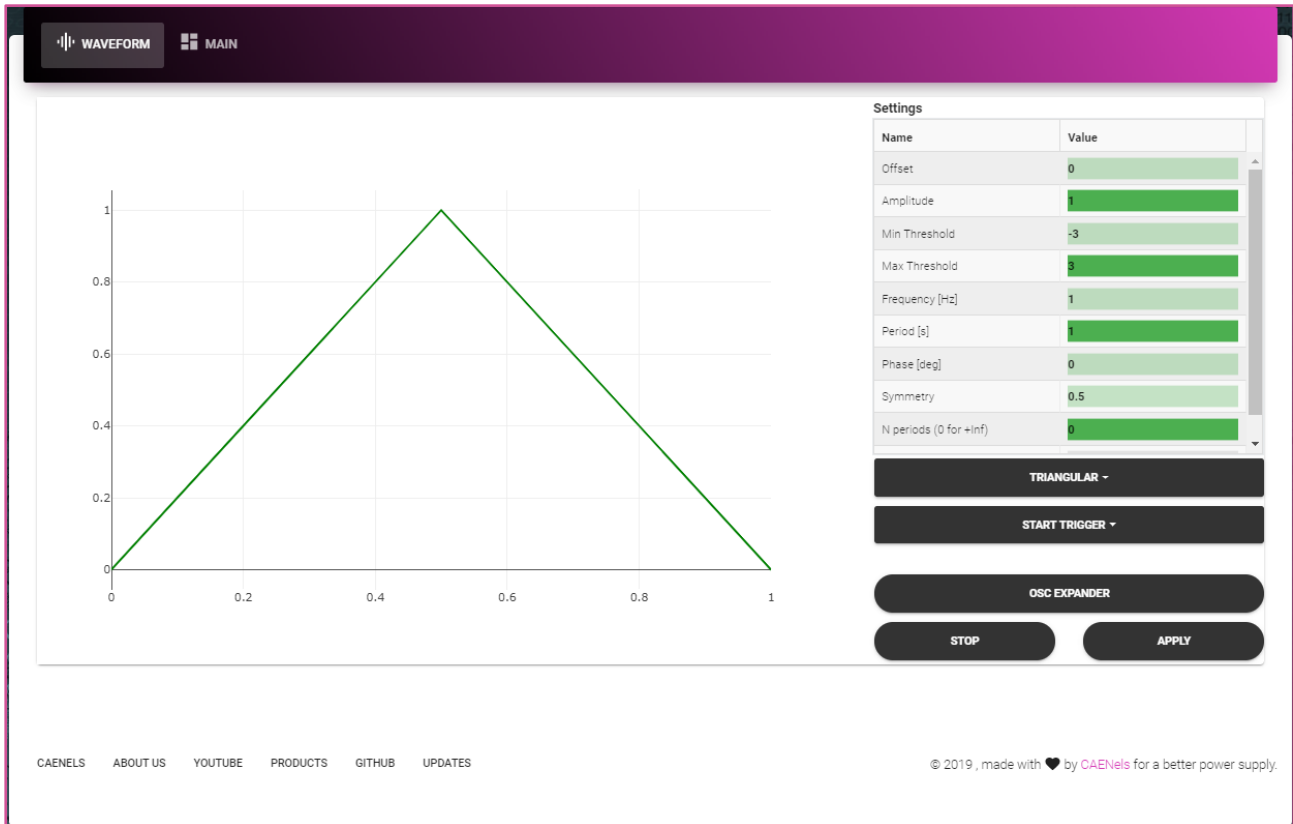 WAVEFORM MAIN
Settings
Name Value
Offset 0
Amplitude 1
Min Threshold -3
Max Threshold 3
Frequency [Hz] 1
Period [s] 1
Phase [deg] 0
Symmetry 0.5
N periods (0 for +Inf) 0
1
0.8
0.6
0.4
0.2
0
0 0.2 0.4 0.6 0.8 1
TRIANGULAR
START TRIGGER
OSC EXPANDER
STOP APPLY
CAENELS ABOUT US YOUTUBE PRODUCTS GITHUB UPDATES
© 2019 , made with ♥ by CAENels for a better power supply.